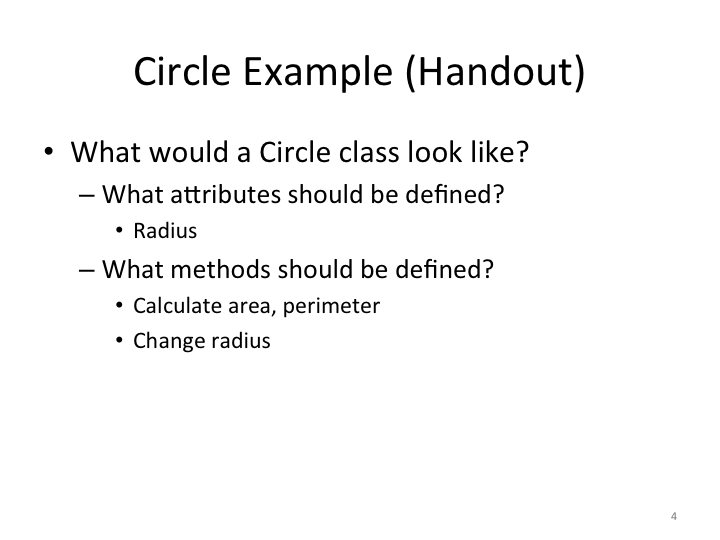 Circle Example (Handout)
• What would a Circle class look like?
– What attributes should be defined?
• Radius
– What methods should be defined?
• Calculate area, perimeter
• Change radius
4